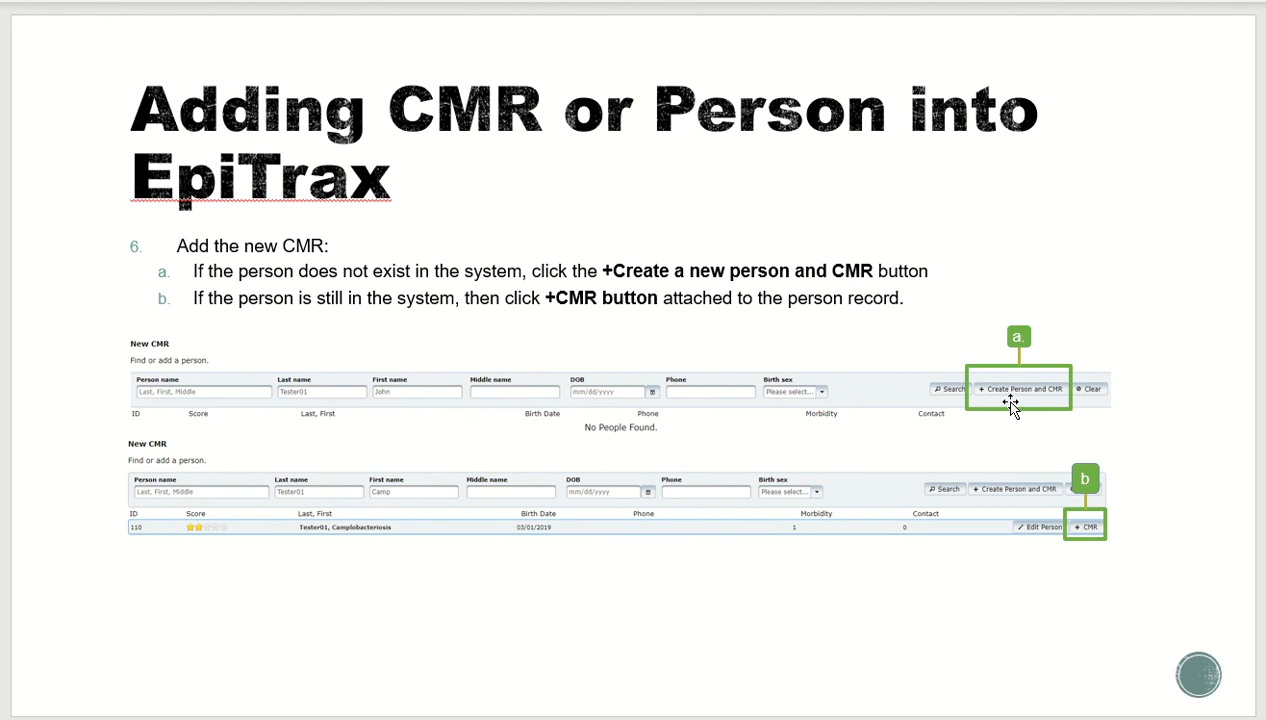 Adding CMR or Person into
EpiTrax
6. Add the new CMR:
a. If the person does not exist in the system, click the +Create a new person and CMR button
b. If the person is still in the system, then click +CMR button attached to the person record.
a.
New CMR
Find or add a person.
Person name Last name First name Middle name DOB Phone Birth sex
Last, First, Middle Tester01 John mm/dd/yyyy Please select... Search + Create Person and CMR Clear
ID Score Last, First Birth Date Phone Morbidity Contact
No People Found.
New CMR
Find or add a person.
b
Person name Last name First name Middle name DOB Phone Birth sex
Last, First, Middle Tester01 Camp mm/dd/yyyy Please select... Search + Create Person and CMR
ID Score Last, First Birth Date Phone Morbidity Contact
110 Tester01, Camplobacteriosis 03/01/2019 1 0 Edit Person + CMR